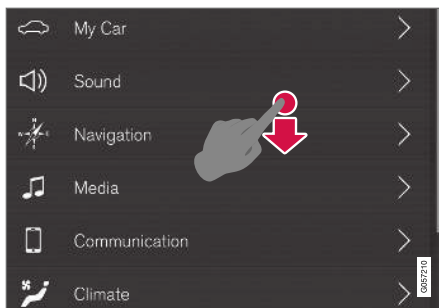 My Car
Sound
Navigation
Media
Communication
Climate
G057210